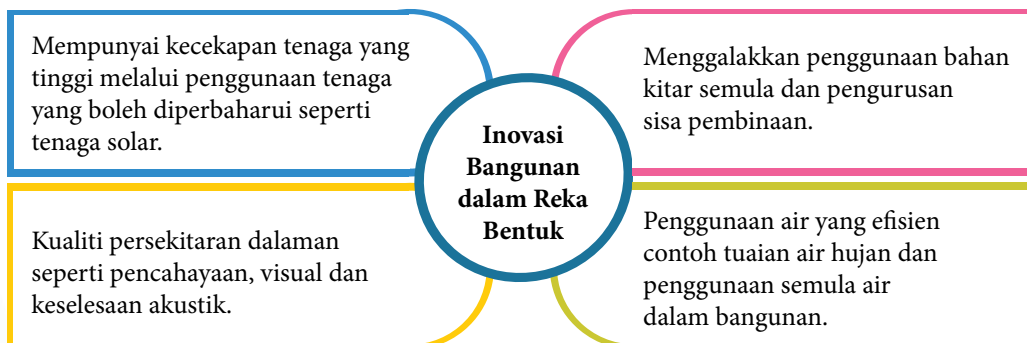 Mempunyai kecekapan tenaga yang
tinggi melalui penggunaan tenaga
yang boleh diperbaharui seperti
tenaga solar.
Menggalakkan penggunaan bahan
kitar semula dan pengurusan
sisa pembinaan.
Inovasi
Bangunan
dalam Reka
Bentuk
Kualiti persekitaran dalaman
seperti pencahayaan, visual dan
keselesaan akustik.
Penggunaan air yang efisien
contoh tuaian air hujan dan
penggunaan semula air
dalam bangunan.